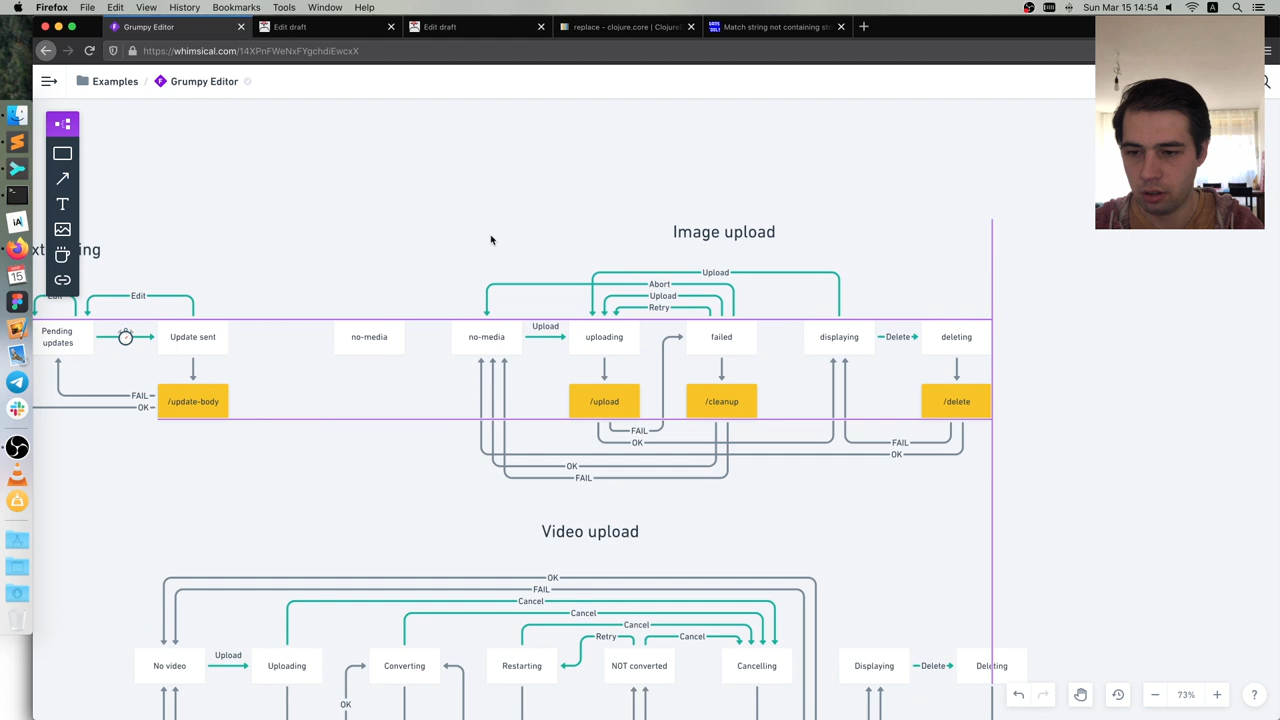 Firefox File Edit View History Bookmarks Tools Window Help
Sun Mar 15 14:54
Grumpy Editor
Edit draft
Edit draft
replace - clojure.core | Clojure
Match string not containing str
https://whimsical.com/14XPnFWeNxFYgchdiEwcxX
Examples / Grumpy Editor
Image upload
Upload
Abort
Upload
Retry
Edit
Edit
Pending updates
Update sent
no-media
no-media
Upload
uploading
failed
displaying
Delete
deleting
/update-body
/upload
/cleanup
/delete
FAIL
OK
FAIL
OK
FAIL
OK
OK
FAIL
Video upload
OK
FAIL
Cancel
Cancel
Cancel
Retry
Cancel
No video
Upload
Uploading
Converting
Restarting
NOT converted
Cancelling
Displaying
Delete
Deleting
OK
73%